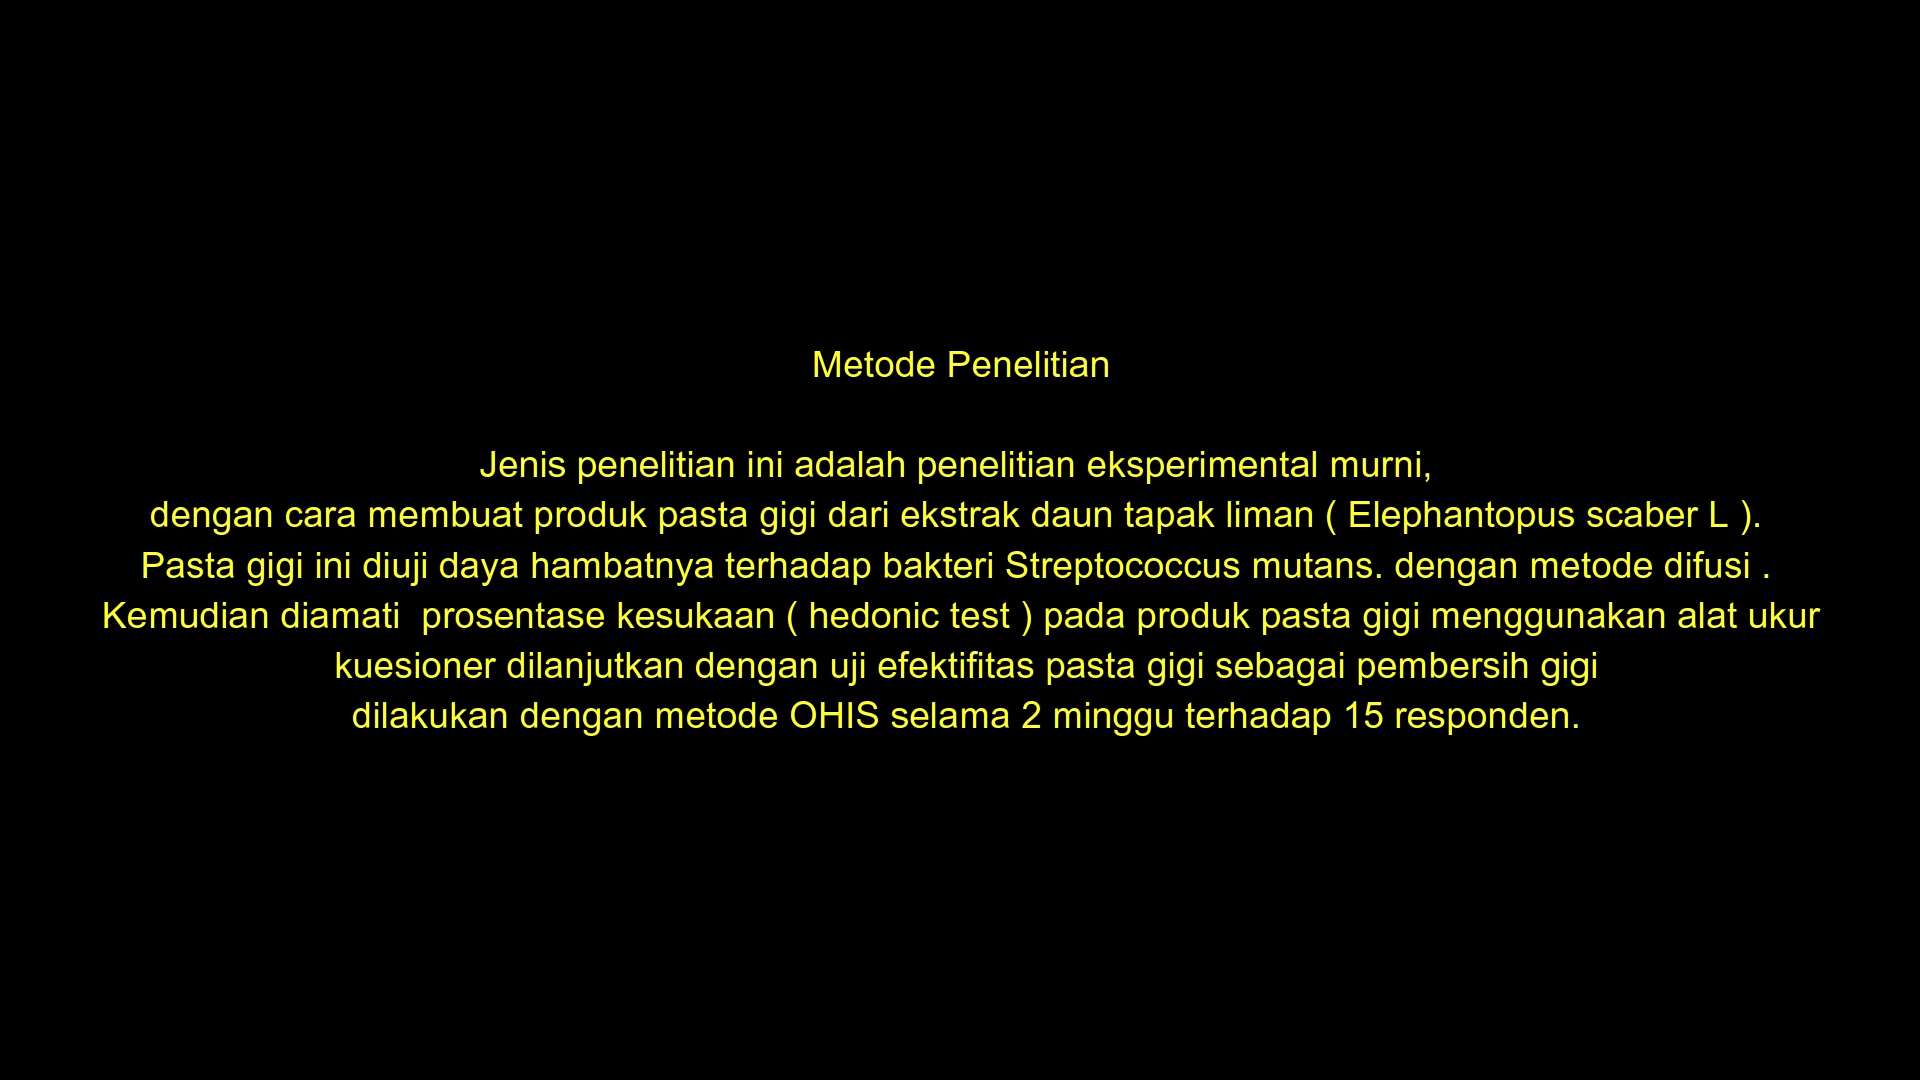 Metode Penelitian
Jenis penelitian ini adalah penelitian eksperimental murni,
dengan cara membuat produk pasta gigi dari ekstrak daun tapak liman ( Elephantopus scaber L ).
Pasta gigi ini diuji daya hambatnya terhadap bakteri Streptococcus mutans. dengan metode difusi .
Kemudian diamati  prosentase kesukaan ( hedonic test ) pada produk pasta gigi menggunakan alat ukur
kuesioner dilanjutkan dengan uji efektifitas pasta gigi sebagai pembersih gigi
dilakukan dengan metode OHIS selama 2 minggu terhadap 15 responden.